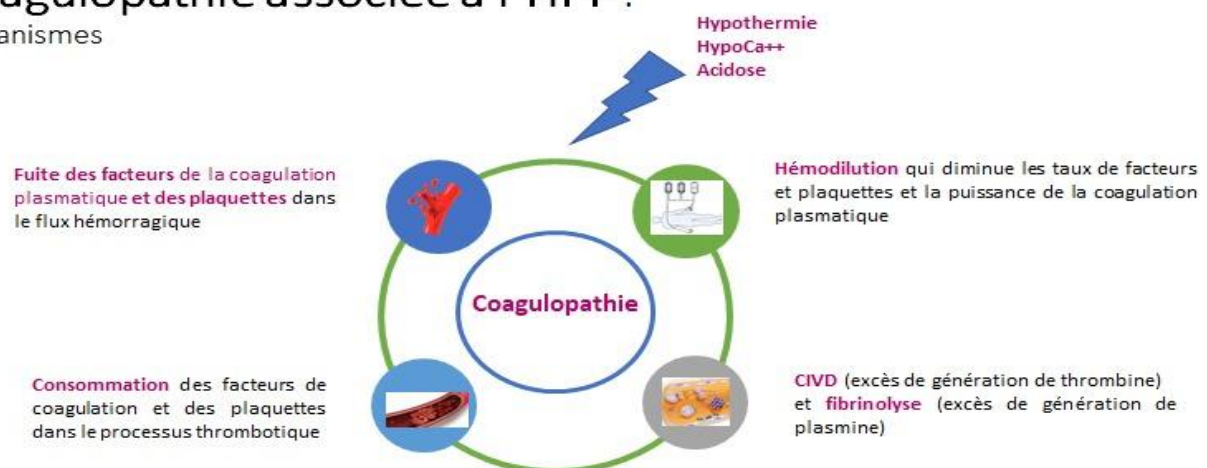 associée à l'HPP :
Hypothermie
HypoCa++
Acidose
Fuite des facteurs de la coagulation
plasmatique et des plaquettes dans
le flux hémorragique
Hémodilution qui diminue les taux de facteurs
et plaquettes et la puissance de la coagulation
plasmatique
Coagulopathie
Consommation des facteurs de
coagulation et des plaquettes
dans le processus thrombotique
CIVD (excès de génération de thrombine)
et fibrinolyse (excès de génération de
plasmine)